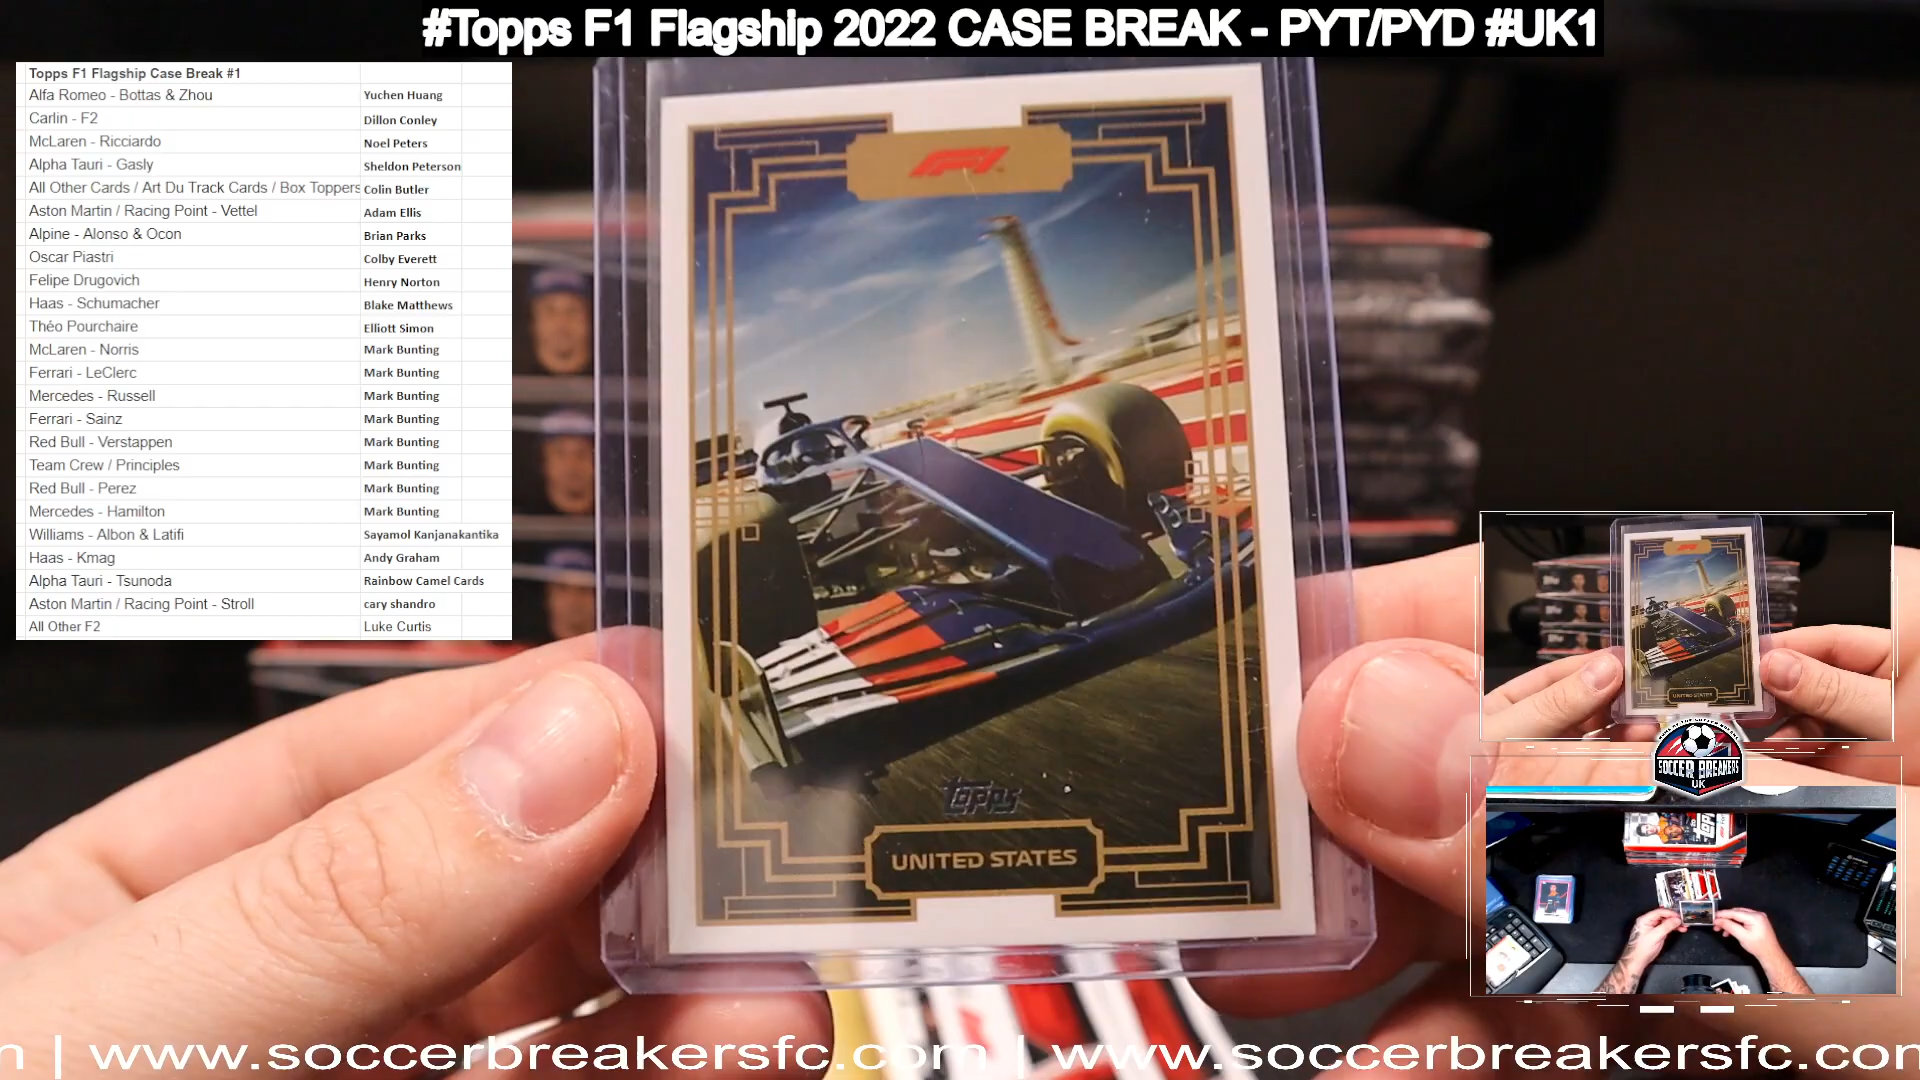 #Topps F1 Flagship 2022 CASE BREAK - PYT/PYD #UK1
Topps F1 Flagship Case Break #1
Alfa Romeo - Bottas & Zhou Yuchen Huang
Carlin - F2 Dillon Conley
McLaren - Ricciardo Noel Peters
Alpha Tauri - Gasly Sheldon Peterson
All Other Cards / Art Du Track Cards / Box Toppers Colin Butler
Aston Martin / Racing Point - Vettel Adam Ellis
Alpine - Alonso & Ocon Brian Parks
Oscar Piastri Colby Everett
Felipe Drugovich Henry Norton
Haas - Schumacher Blake Matthews
Théo Pourchaire Elliott Simon
McLaren - Norris Mark Bunting
Ferrari - LeClerc Mark Bunting
Mercedes - Russell Mark Bunting
Ferrari - Sainz Mark Bunting
Red Bull - Verstappen Mark Bunting
Team Crew / Principles Mark Bunting
Red Bull - Perez Mark Bunting
Mercedes - Hamilton Mark Bunting
Williams - Albon & Latifi Sayamol Kanjanakantika
Haas - Kmag Andy Graham
Alpha Tauri - Tsunoda Rainbow Camel Cards
Aston Martin / Racing Point - Stroll cary shandro
All Other F2 Luke Curtis
F1
topps
UNITED STATES
UNITED STATES
SOCCER BREAKERS
UK
topps
n | www.soccerbreakersfc.com | www.soccerbreakersfc.com